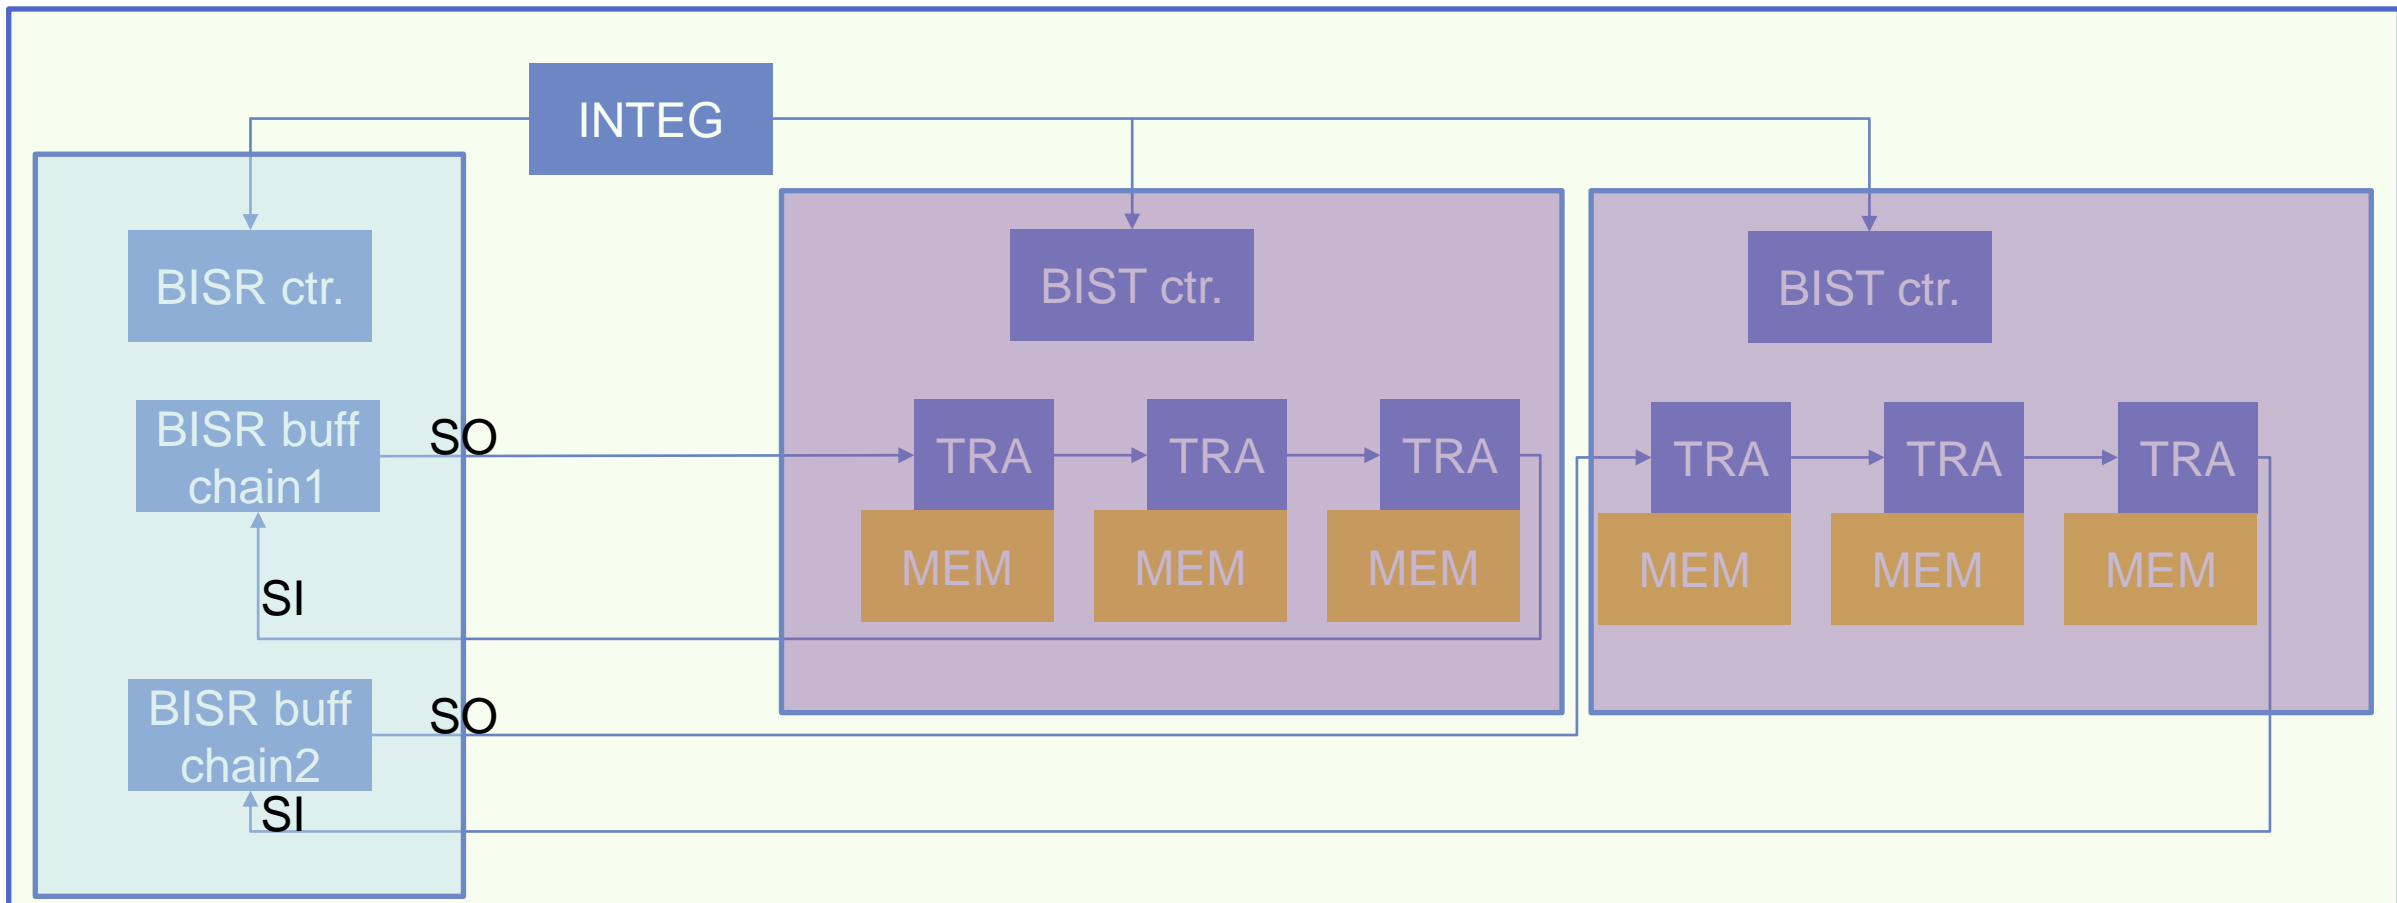 INTEG
BISR ctr.
BIST ctr.
BIST ctr.
BISR buff
chain1
SO
TRA
TRA
TRA
TRA
TRA
TRA
MEM
MEM
MEM
MEM
MEM
MEM
SI
BISR buff
chain2
SO
SI